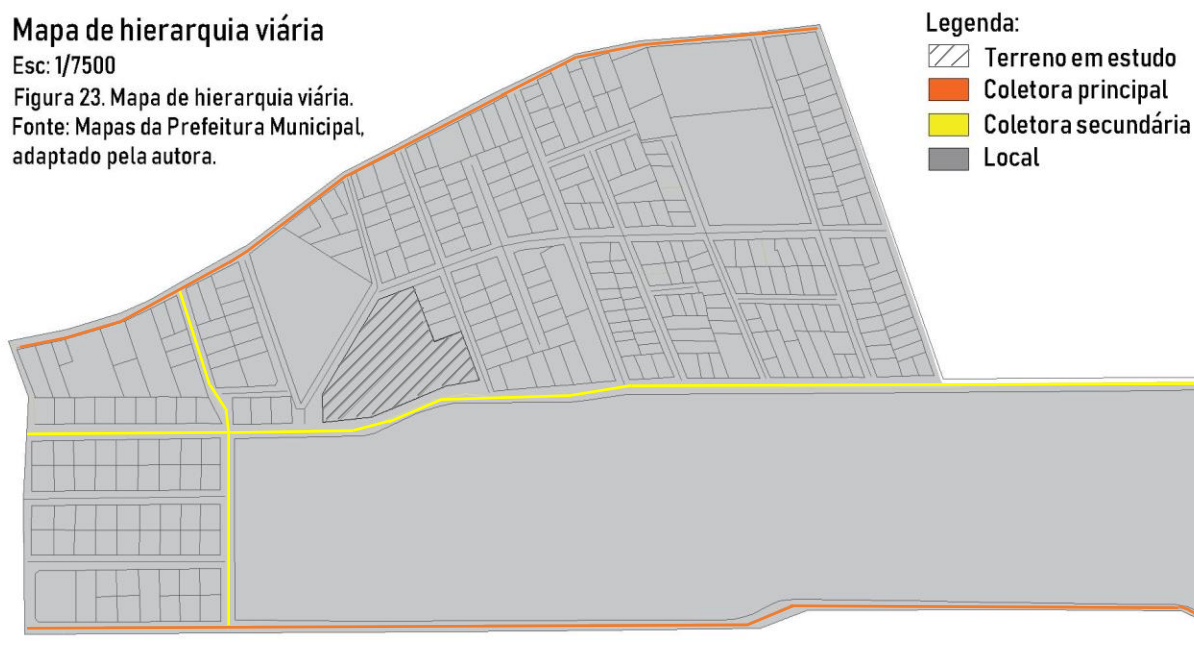 Mapa de hierarquia viária
Esc: 1/7500
Figura 23. Mapa de hierarquia viária.
Fonte: Mapas da Prefeitura Municipal,
adaptado pela autora.
Legenda:
Terreno em estudo
Coletora principal
Coletora secundária
Local